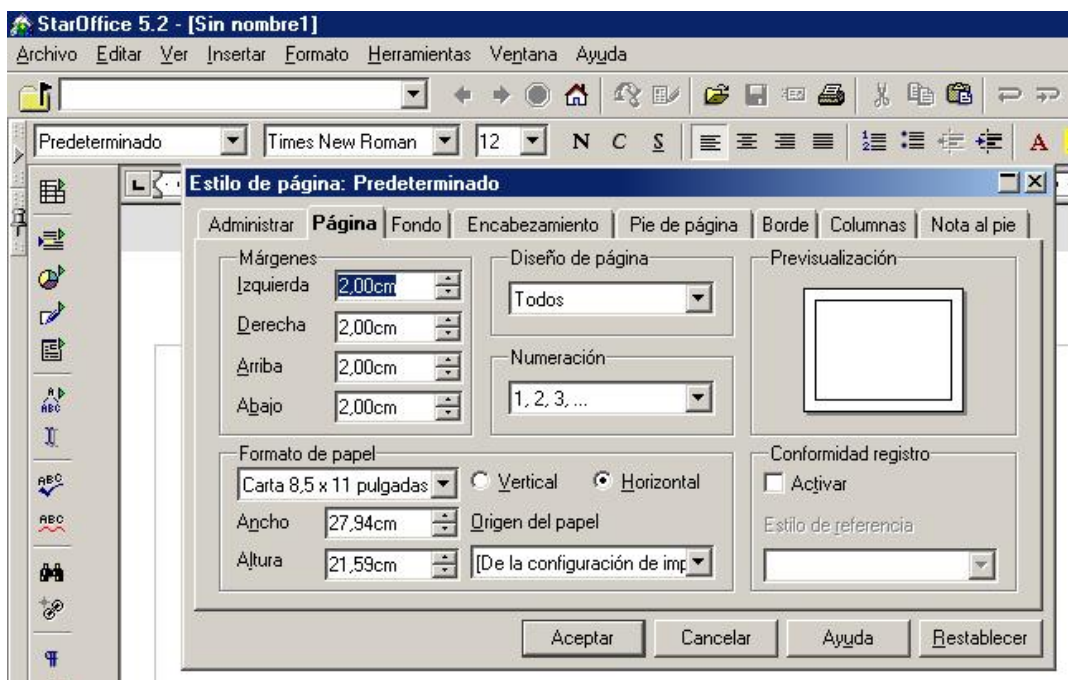 StarOffice 5.2 - [Sin nombre1]
Archivo Editar Ver Insertar Formato Herramientas Ventana Ayuda
Predeterminado Times New Roman 12 N C S A
Estilo de página: Predeterminado
Administrar Página Fondo Encabezamiento Pie de página Borde Columnas Nota al pie
Márgenes Diseño de página Previsualización
Izquierda 2,00cm Todos
Derecha 2,00cm
Arriba 2,00cm Numeración
Abajo 2,00cm 1, 2, 3, ...
Formato de papel Conformidad registro
Carta 8,5 x 11 pulgadas Vertical Horizontal Activar
Ancho 27,94cm Origen del papel Estilo de referencia
Altura 21,59cm [De la configuración de imp
Aceptar Cancelar Ayuda Restablecer